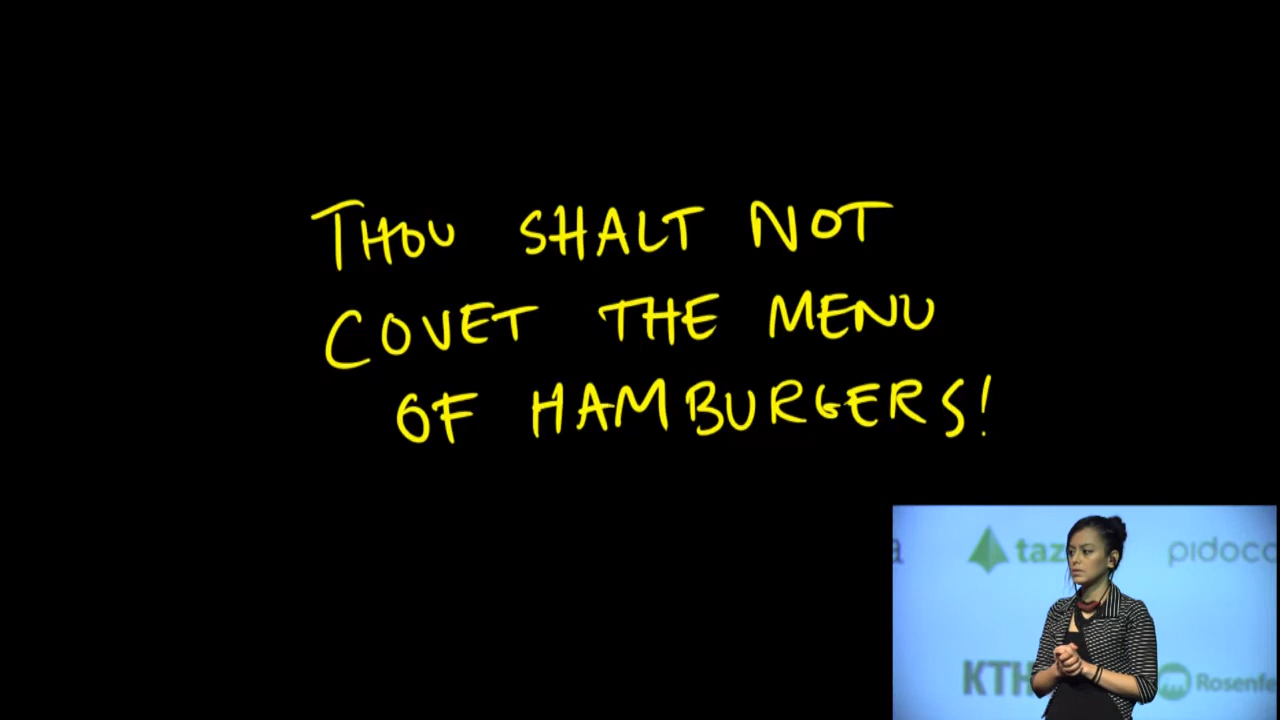 THOU SHALT NOT
COVET THE MENU
OF HAMBURGERS!
taz
pidoco
KTH
Rosenfe